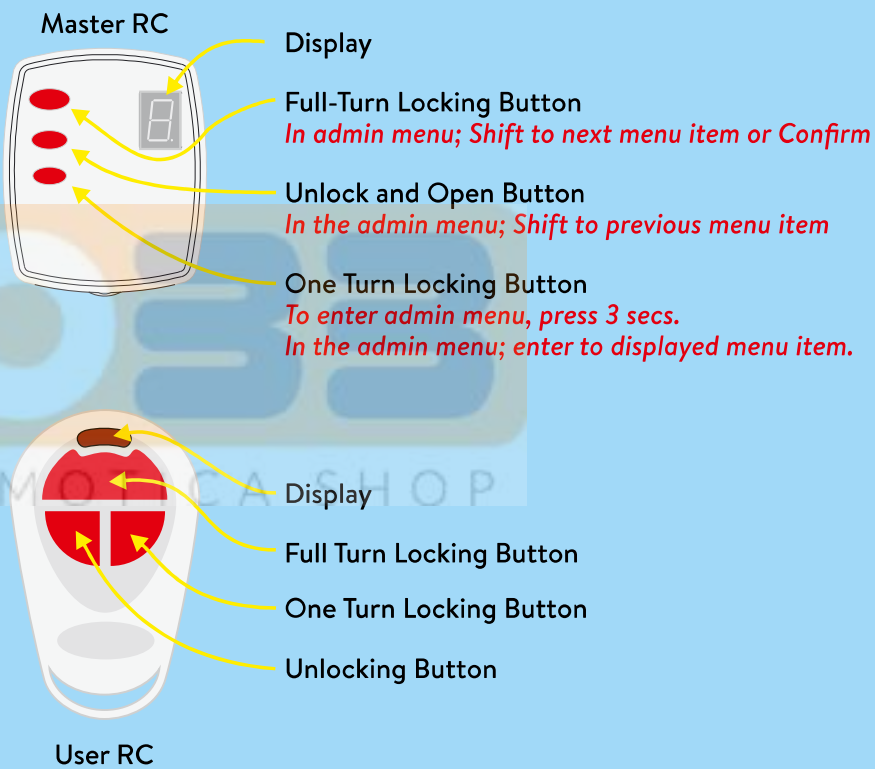 Master RC
Display
Full-Turn Locking Button
In admin menu; Shift to next menu item or Confirm
Unlock and Open Button
In the admin menu; Shift to previous menu item
One Turn Locking Button
To enter admin menu, press 3 secs.
In the admin menu; enter to displayed menu item.
MOTICA SHOP
Display
Full Turn Locking Button
One Turn Locking Button
Unlocking Button
User RC